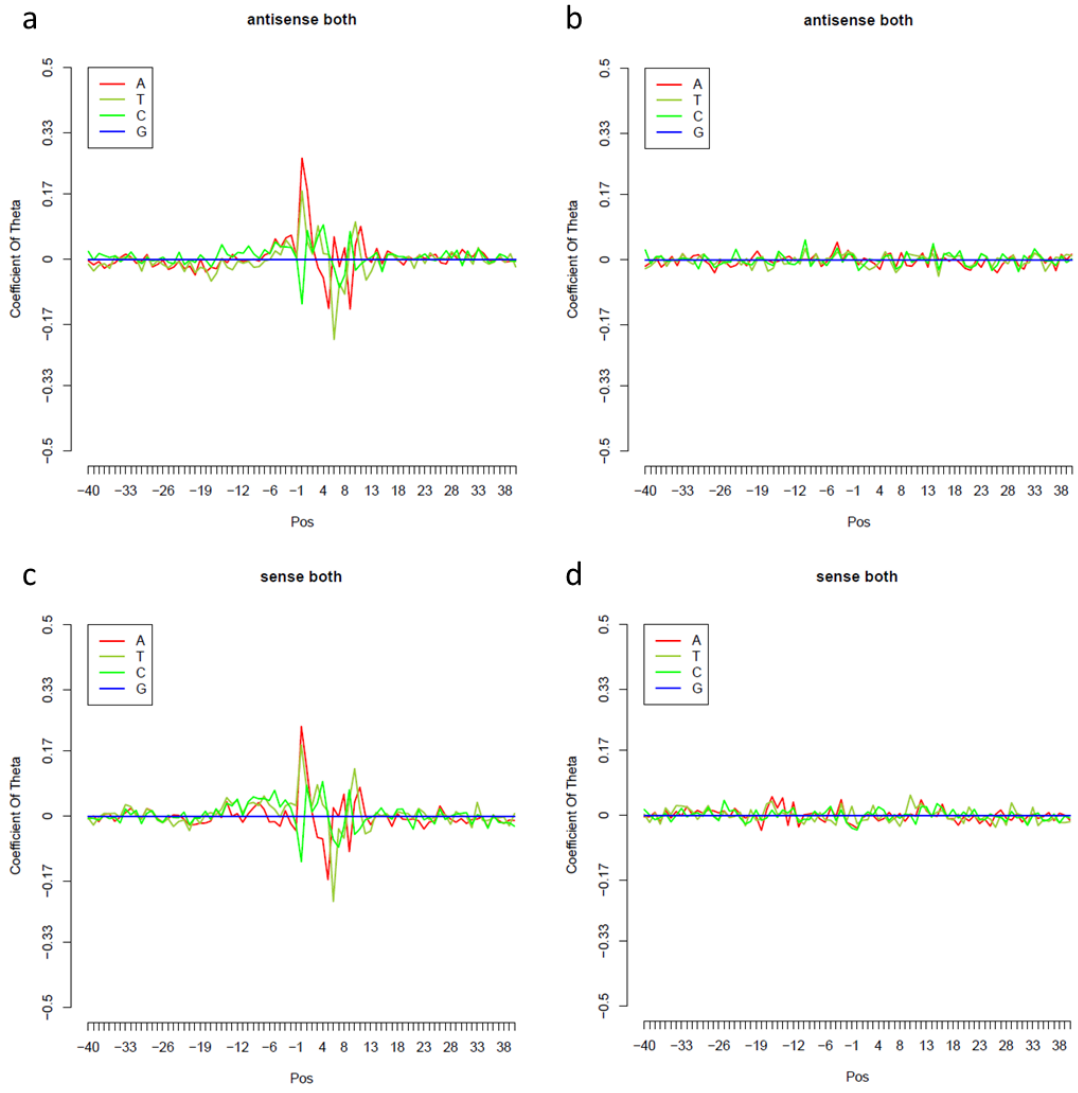 a
antisense both
0.5
0.33
0.17
0
−0.17
−0.33
−0.5
Coefficient Of Theta
A
T
C
G
−40 −33 −26 −19 −12 −6 −1 4 8 13 18 23 28 33 38
Pos
b
antisense both
0.5
0.33
0.17
0
−0.17
−0.33
−0.5
Coefficient Of Theta
A
T
C
G
−40 −33 −26 −19 −12 −6 −1 4 8 13 18 23 28 33 38
Pos
c
sense both
0.5
0.33
0.17
0
−0.17
−0.33
−0.5
Coefficient Of Theta
A
T
C
G
−40 −33 −26 −19 −12 −6 −1 4 8 13 18 23 28 33 38
Pos
d
sense both
0.5
0.33
0.17
0
−0.17
−0.33
−0.5
Coefficient Of Theta
A
T
C
G
−40 −33 −26 −19 −12 −6 −1 4 8 13 18 23 28 33 38
Pos